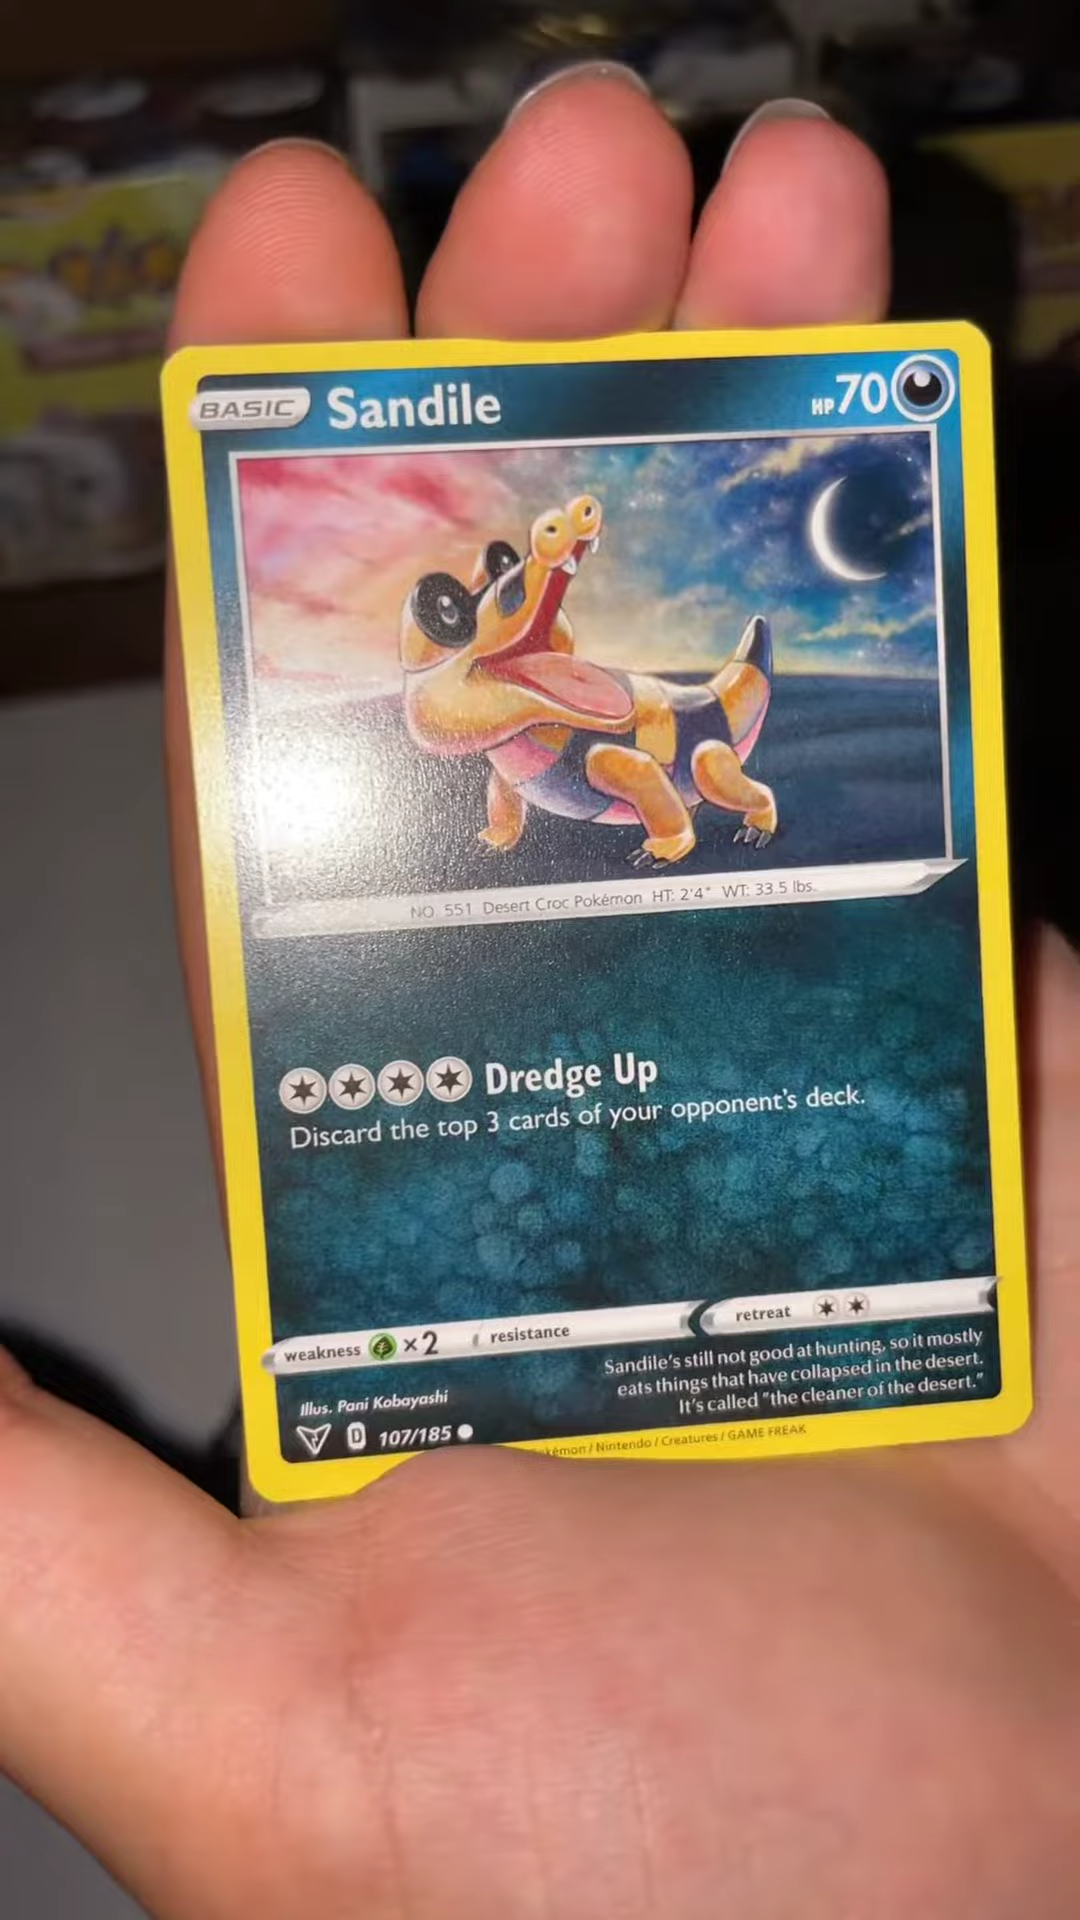 BASIC Sandile HP 70
NO. 551 Desert Croc Pokémon HT: 2'4" WT: 33.5 lbs.
Dredge Up
Discard the top 3 cards of your opponent's deck.
weakness ×2 resistance retreat
Sandile's still not good at hunting, so it mostly
eats things that have collapsed in the desert.
It's called "the cleaner of the desert."
Illus. Pani Kobayashi
D 107/185
Pokémon / Nintendo / Creatures / GAME FREAK